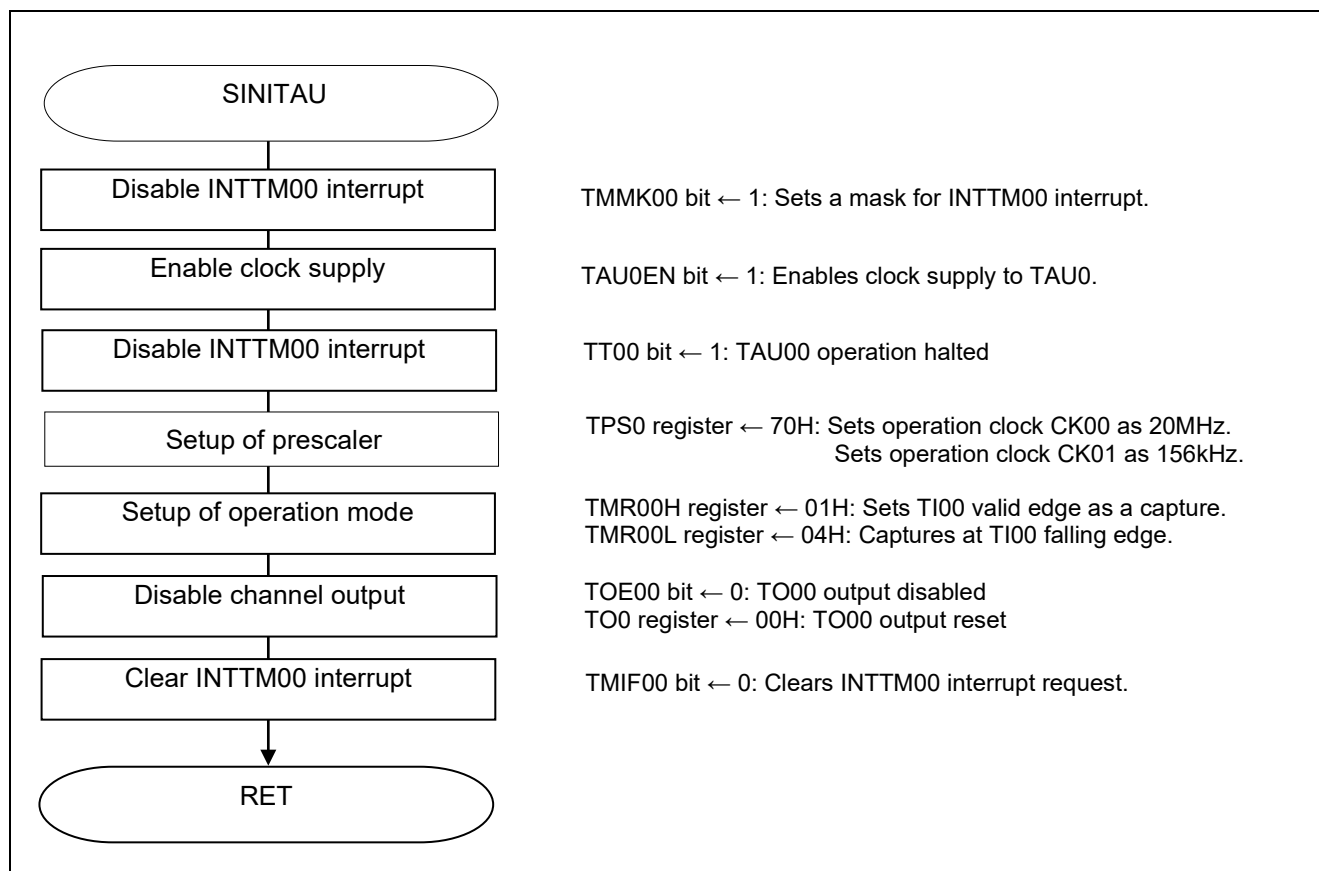 SINITAU
Disable INTTM00 interrupt
TMMK00 bit ← 1: Sets a mask for INTTM00 interrupt.
Enable clock supply
TAU0EN bit ← 1: Enables clock supply to TAU0.
Disable INTTM00 interrupt
TT00 bit ← 1: TAU00 operation halted
Setup of prescaler
TPS0 register ← 70H: Sets operation clock CK00 as 20MHz.
Sets operation clock CK01 as 156kHz.
Setup of operation mode
TMR00H register ← 01H: Sets TI00 valid edge as a capture.
TMR00L register ← 04H: Captures at TI00 falling edge.
Disable channel output
TOE00 bit ← 0: TO00 output disabled
TO0 register ← 00H: TO00 output reset
Clear INTTM00 interrupt
TMIF00 bit ← 0: Clears INTTM00 interrupt request.
RET